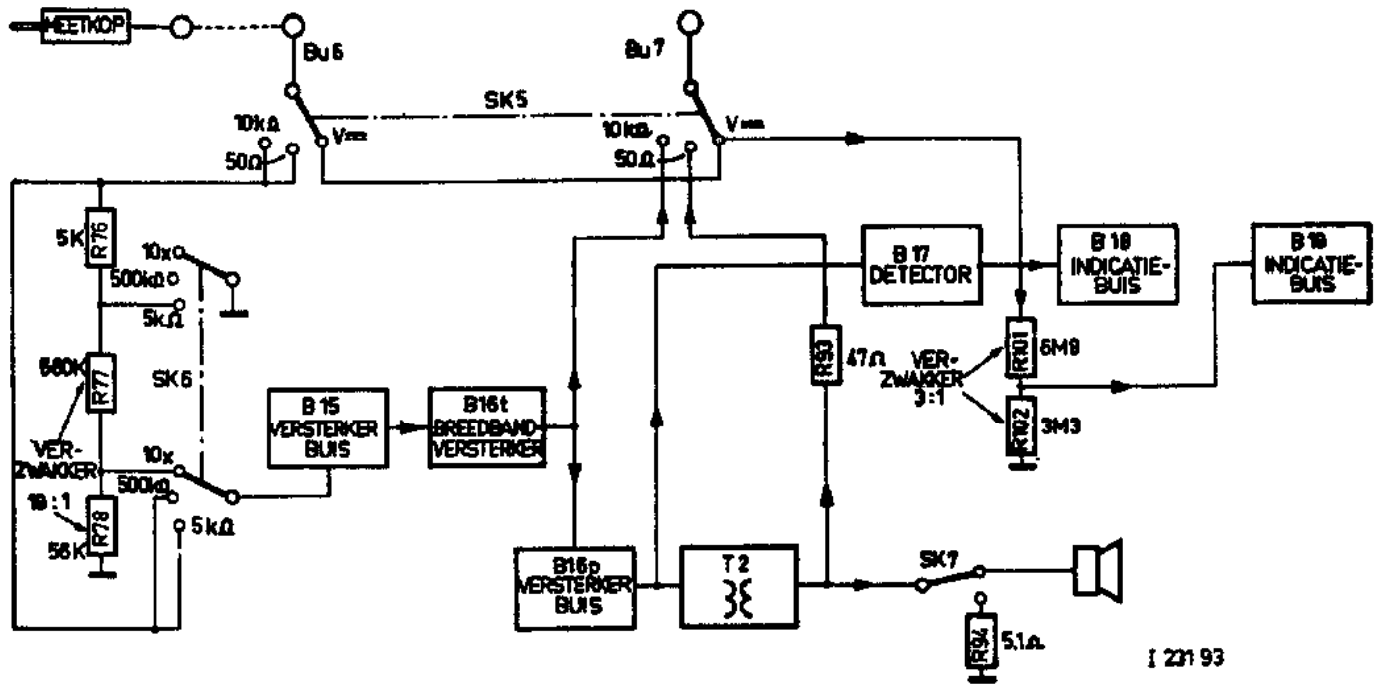 MEETKOP
Bu 6
Bu 7
SK5
10kΩ
50Ω
V
10kΩ
50Ω
V
5K
R76
10x
500kΩ
5kΩ
560K
R77
SK6
VER-
ZWAKKER
10:1
R78
56K
10x
500kΩ
5kΩ
B 15
VERSTERKER
BUIS
B16t
BREEDBAND
VERSTERKER
B16p
VERSTERKER
BUIS
T 2
R93
47Ω
B 17
DETECTOR
B 18
INDICATIE-
BUIS
B 19
INDICATIE-
BUIS
R101
6M8
VER-
ZWAKKER
3:1
R102
3M3
SK7
R94
5,1Ω
I 231 93